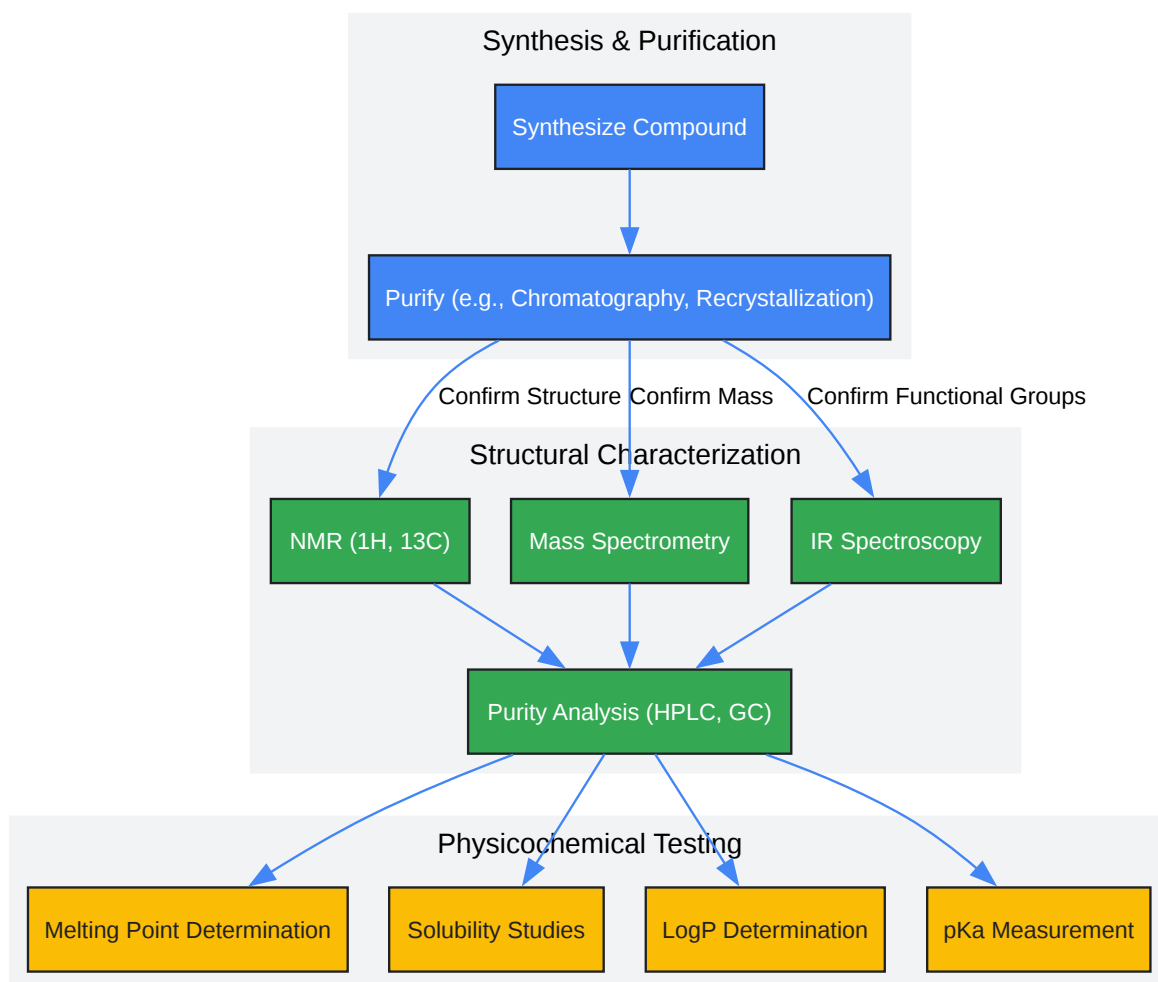 Synthesis & Purification
Synthesize Compound
Purify (e.g., Chromatography, Recrystallization)
Confirm Structure
Confirm Mass
Confirm Functional Groups
Structural Characterization
NMR (1H, 13C)
Mass Spectrometry
IR Spectroscopy
Purity Analysis (HPLC, GC)
Physicochemical Testing
Melting Point Determination
Solubility Studies
LogP Determination
pKa Measurement